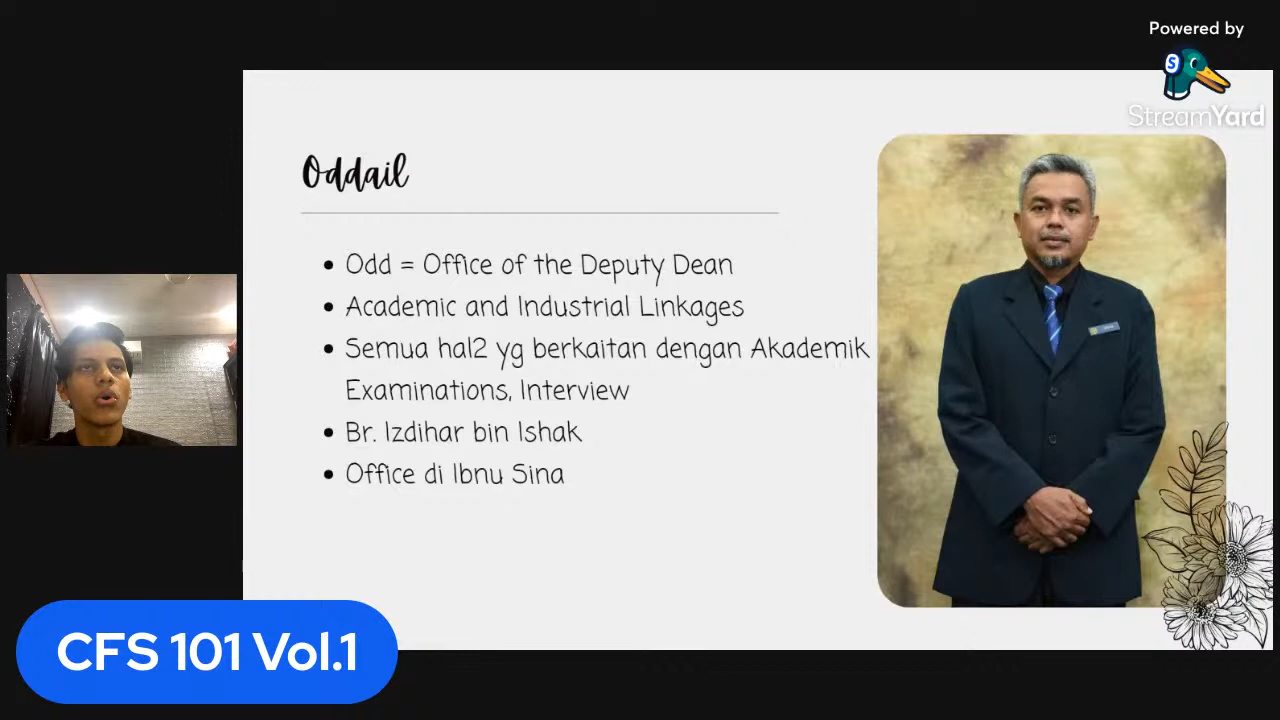 Powered by
StreamYard
Oddail
Odd = Office of the Deputy Dean
Academic and Industrial Linkages
Semua hal2 yg berkaitan dengan Akademik
Examinations, Interview
Br. Izdihar bin Ishak
Office di Ibnu Sina
CFS 101 Vol.1